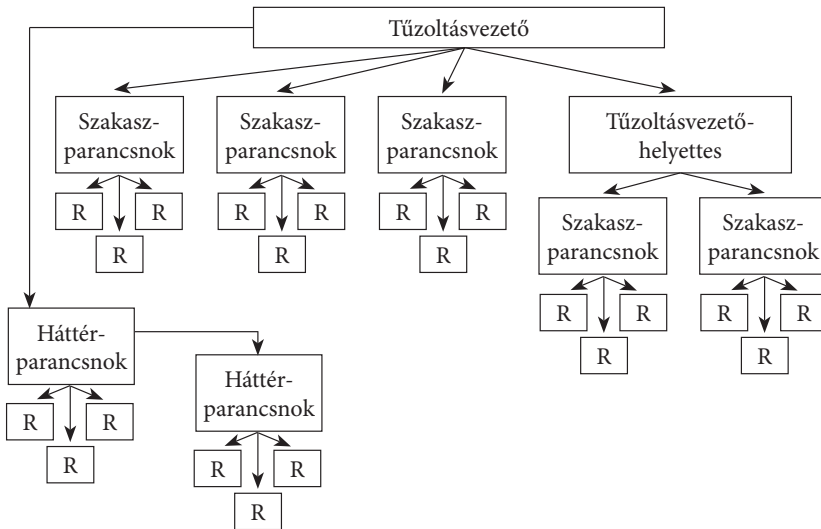 Tűzoltásvezető
Szakasz-
parancsnok
Szakasz-
parancsnok
Szakasz-
parancsnok
Tűzoltásvezető-
helyettes
R
R
R
R
R
R
R
R
R
Szakasz-
parancsnok
Szakasz-
parancsnok
R
R
R
R
R
R
Háttér-
parancsnok
R
R
R
Háttér-
parancsnok
R
R
R